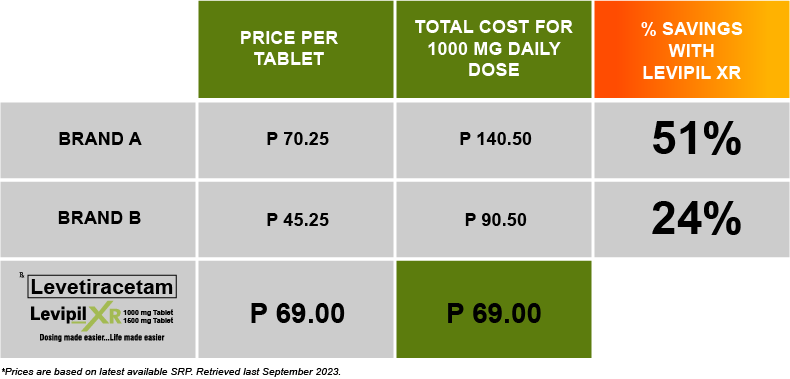 PRICE PER
TABLET
TOTAL COST FOR
1000 MG DAILY
DOSE
% SAVINGS
WITH
LEVIPIL XR
BRAND A
P 70.25
P 140.50
51%
BRAND B
P 45.25
P 90.50
24%
℞
Levetiracetam
Levipil XR
1000 mg Tablet
1500 mg Tablet
Dosing made easier...Life made easier
P 69.00
P 69.00
*Prices are based on latest available SRP. Retrieved last September 2023.